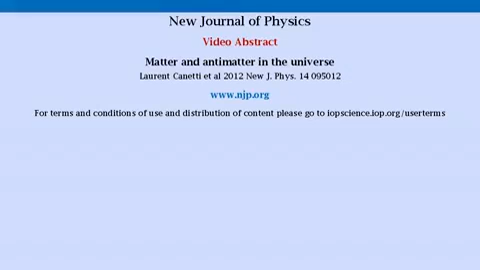 New Journal of Physics
Video Abstract
Matter and antimatter in the universe
Laurent Canetti et al 2012 New J. Phys. 14 095012
www.njp.org
For terms and conditions of use and distribution of content please go to iopscience.iop.org/userterms